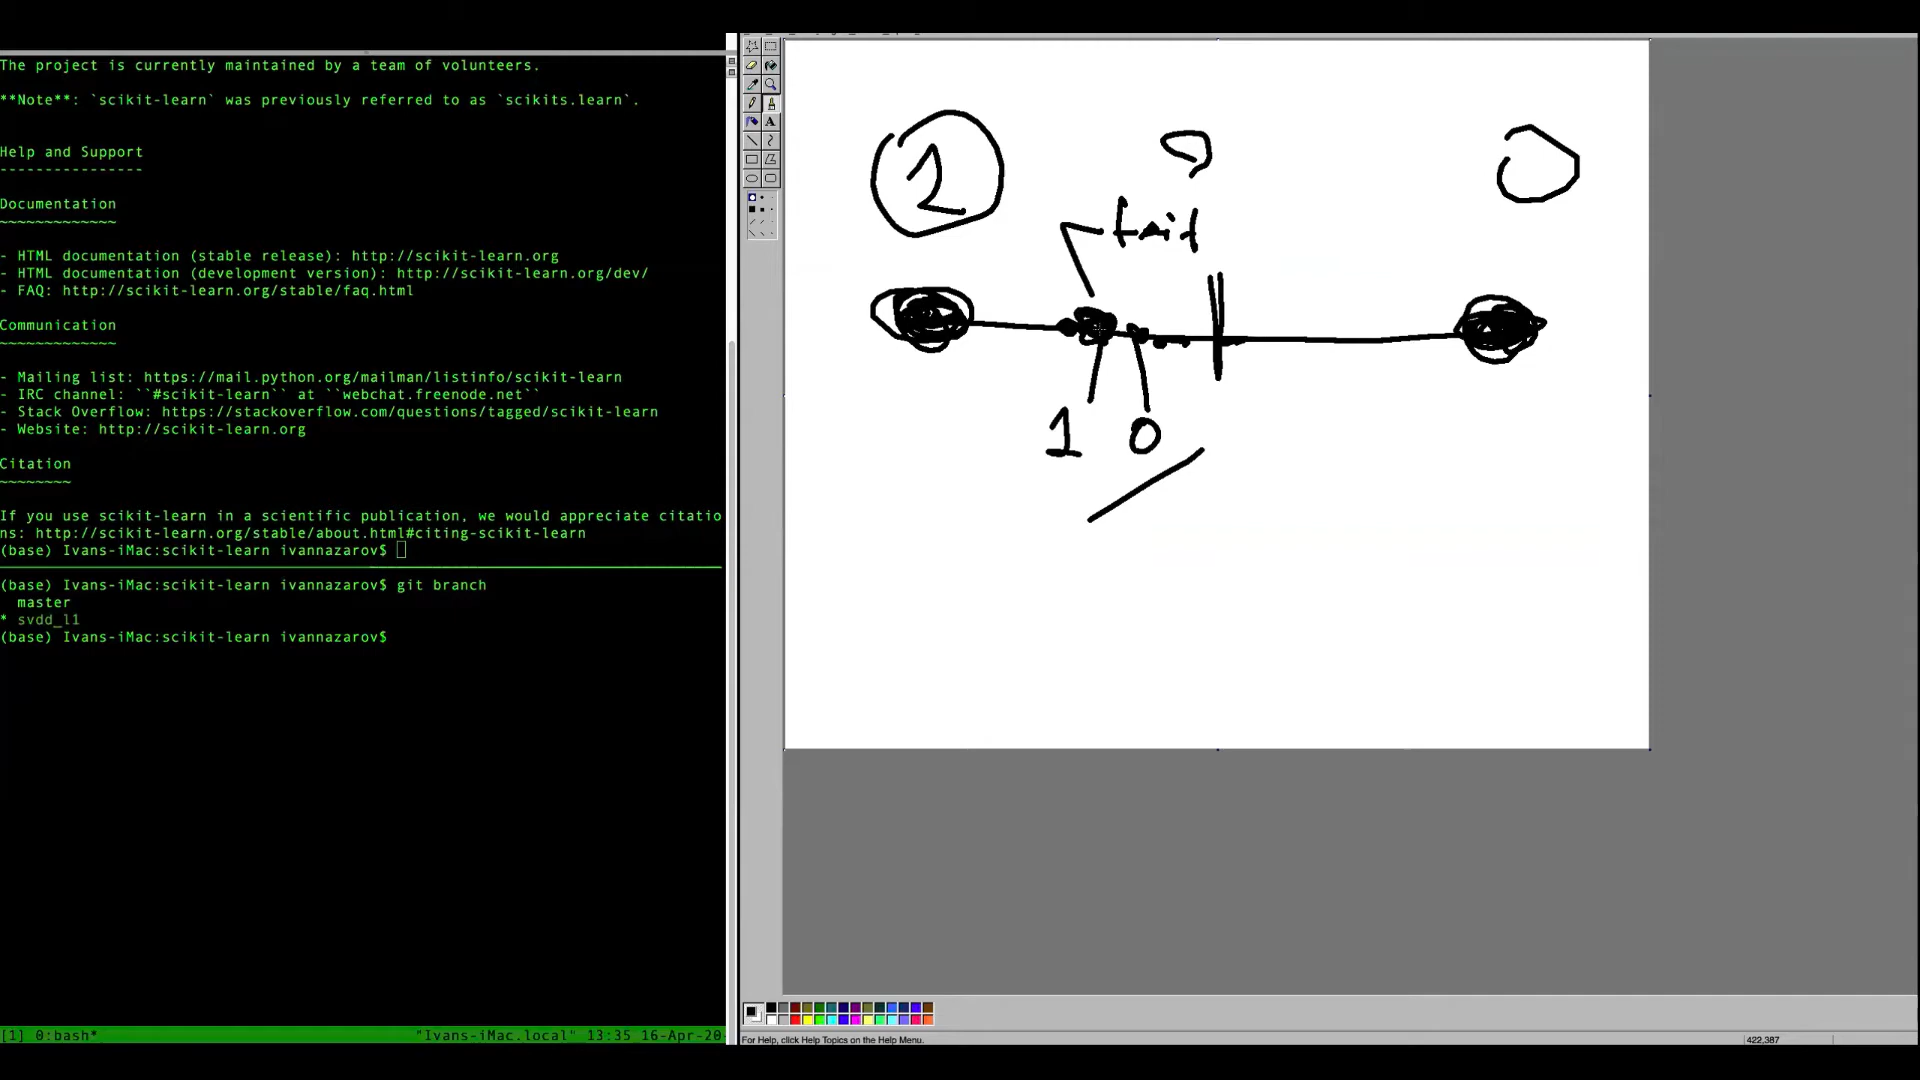 The project is currently maintained by a team of volunteers.
**Note**: `scikit-learn` was previously referred to as `scikits.learn`.
Help and Support
----------------
Documentation
~~~~~~~~~~~~~
- HTML documentation (stable release): http://scikit-learn.org
- HTML documentation (development version): http://scikit-learn.org/dev/
- FAQ: http://scikit-learn.org/stable/faq.html
Communication
~~~~~~~~~~~~~
- Mailing list: https://mail.python.org/mailman/listinfo/scikit-learn
- IRC channel: ``#scikit-learn`` at ``webchat.freenode.net``
- Stack Overflow: https://stackoverflow.com/questions/tagged/scikit-learn
- Website: http://scikit-learn.org
Citation
~~~~~~~~
If you use scikit-learn in a scientific publication, we would appreciate citatio
ns: http://scikit-learn.org/stable/about.html#citing-scikit-learn
(base) Ivans-iMac:scikit-learn ivannazarov$
(base) Ivans-iMac:scikit-learn ivannazarov$ git branch
master
* svdd_l1
(base) Ivans-iMac:scikit-learn ivannazarov$
[1] 0:bash* "Ivans-iMac.local" 13:35 16-Apr-20
A
1 0
For Help, click Help Topics on the Help Menu.
422,387